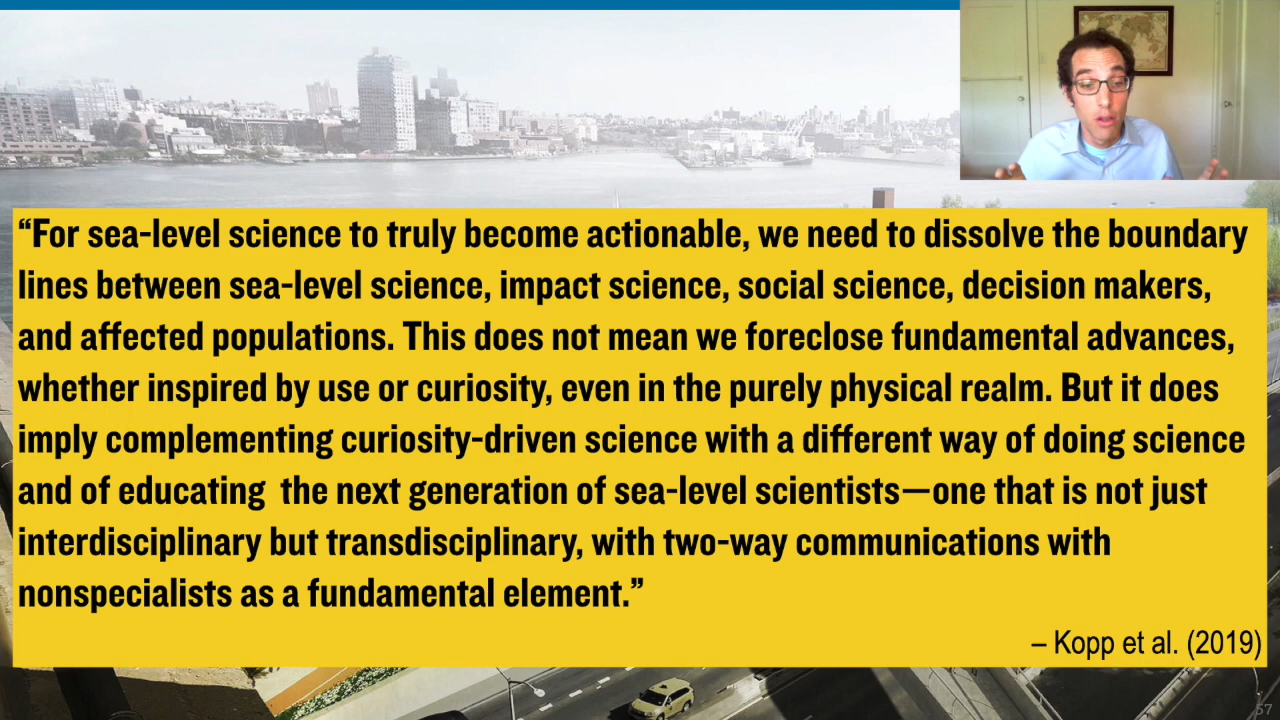 “For sea-level science to truly become actionable, we need to dissolve the boundary
lines between sea-level science, impact science, social science, decision makers,
and affected populations. This does not mean we foreclose fundamental advances,
whether inspired by use or curiosity, even in the purely physical realm. But it does
imply complementing curiosity-driven science with a different way of doing science
and of educating  the next generation of sea-level scientists—one that is not just
interdisciplinary but transdisciplinary, with two-way communications with
nonspecialists as a fundamental element.”
– Kopp et al. (2019)
57